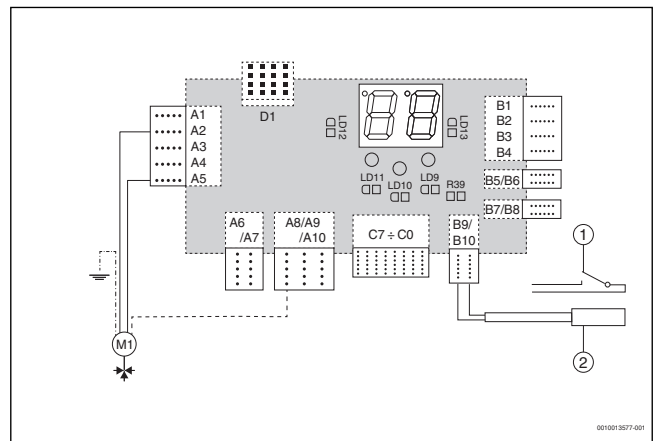 D1
LD12
LD13
A1
A2
A3
A4
A5
B1
B2
B3
B4
B5/B6
B7/B8
LD11
LD10
LD9
R39
A6
/A7
A8/A9
/A10
C7 ÷ C0
B9/
B10
1
2
M1
0010013577-001